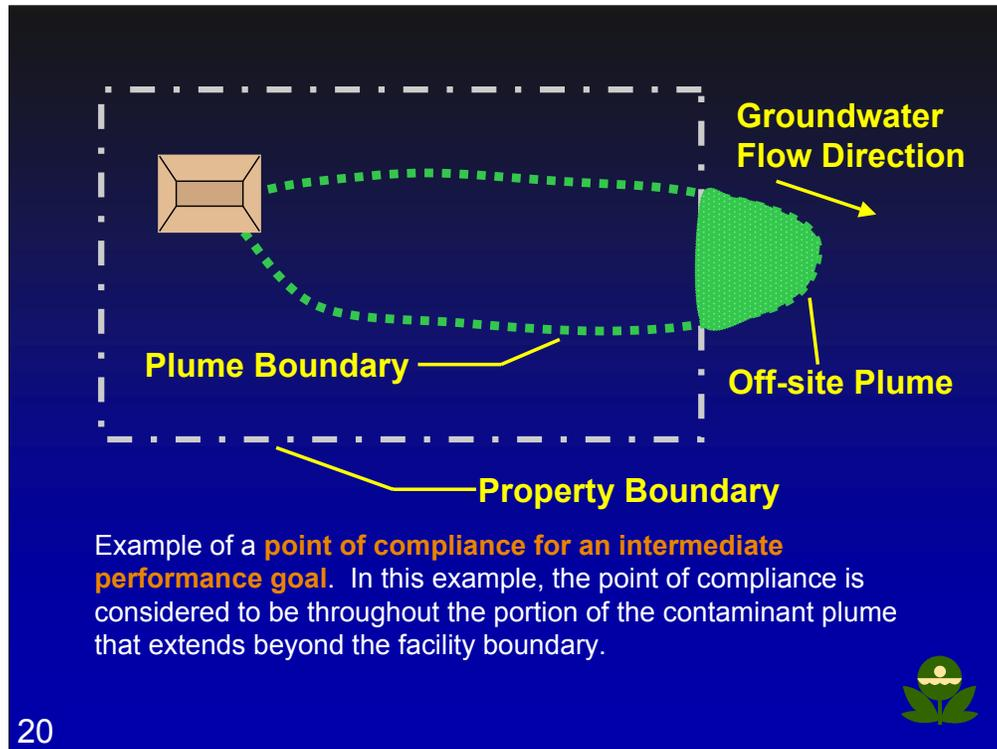 Groundwater
Flow Direction
Plume Boundary
Off-site Plume
Property Boundary
Example of a point of compliance for an intermediate
performance goal.  In this example, the point of compliance is
considered to be throughout the portion of the contaminant plume
that extends beyond the facility boundary.
20